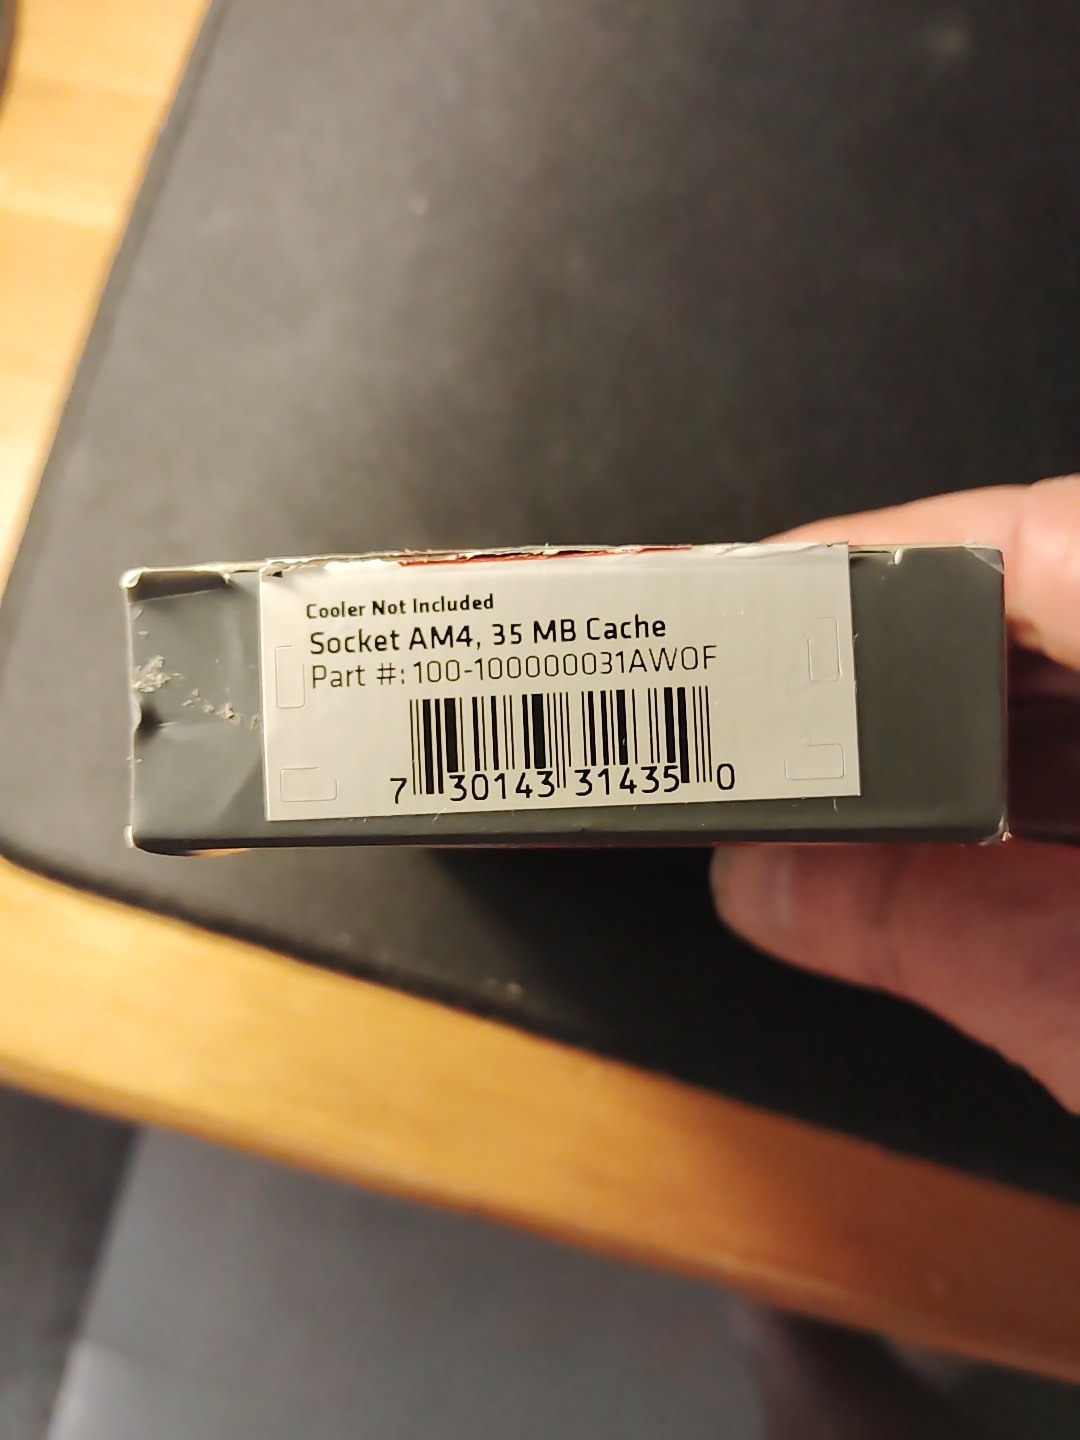 Cooler Not Included
Socket AM4, 35 MB Cache
Part #: 100-100000031AWOF
7 30143 31435 0